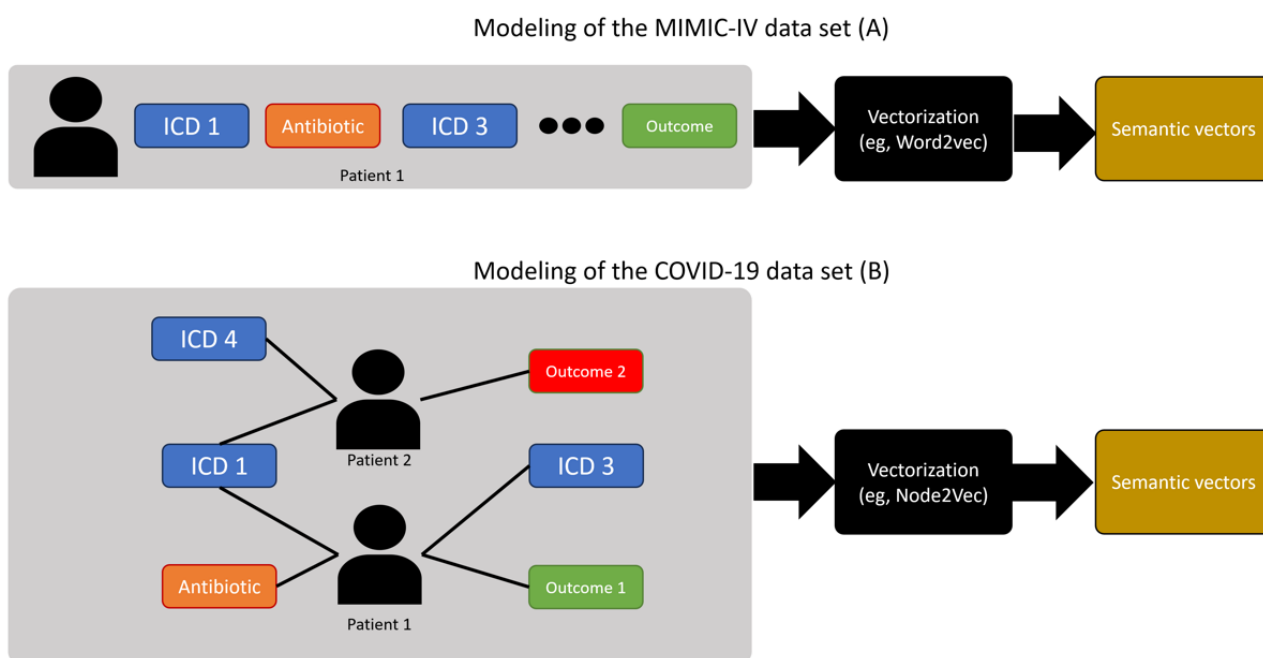 Modeling of the MIMIC-IV data set (A)
ICD 1
Antibiotic
ICD 3
Outcome
Patient 1
Vectorization
(eg, Word2vec)
Semantic vectors
Modeling of the COVID-19 data set (B)
ICD 4
Outcome 2
Patient 2
ICD 1
ICD 3
Antibiotic
Outcome 1
Patient 1
Vectorization
(eg, Node2Vec)
Semantic vectors